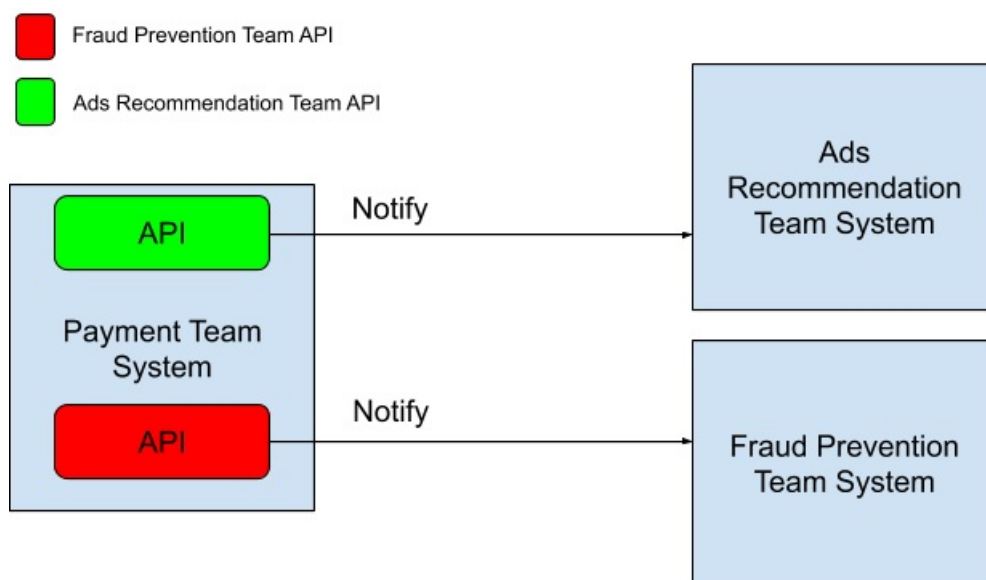 Fraud Prevention Team API
Ads Recommendation Team API
Ads
Recommendation
Team System
API
Notify
Payment Team
System
API
Notify
Fraud Prevention
Team System